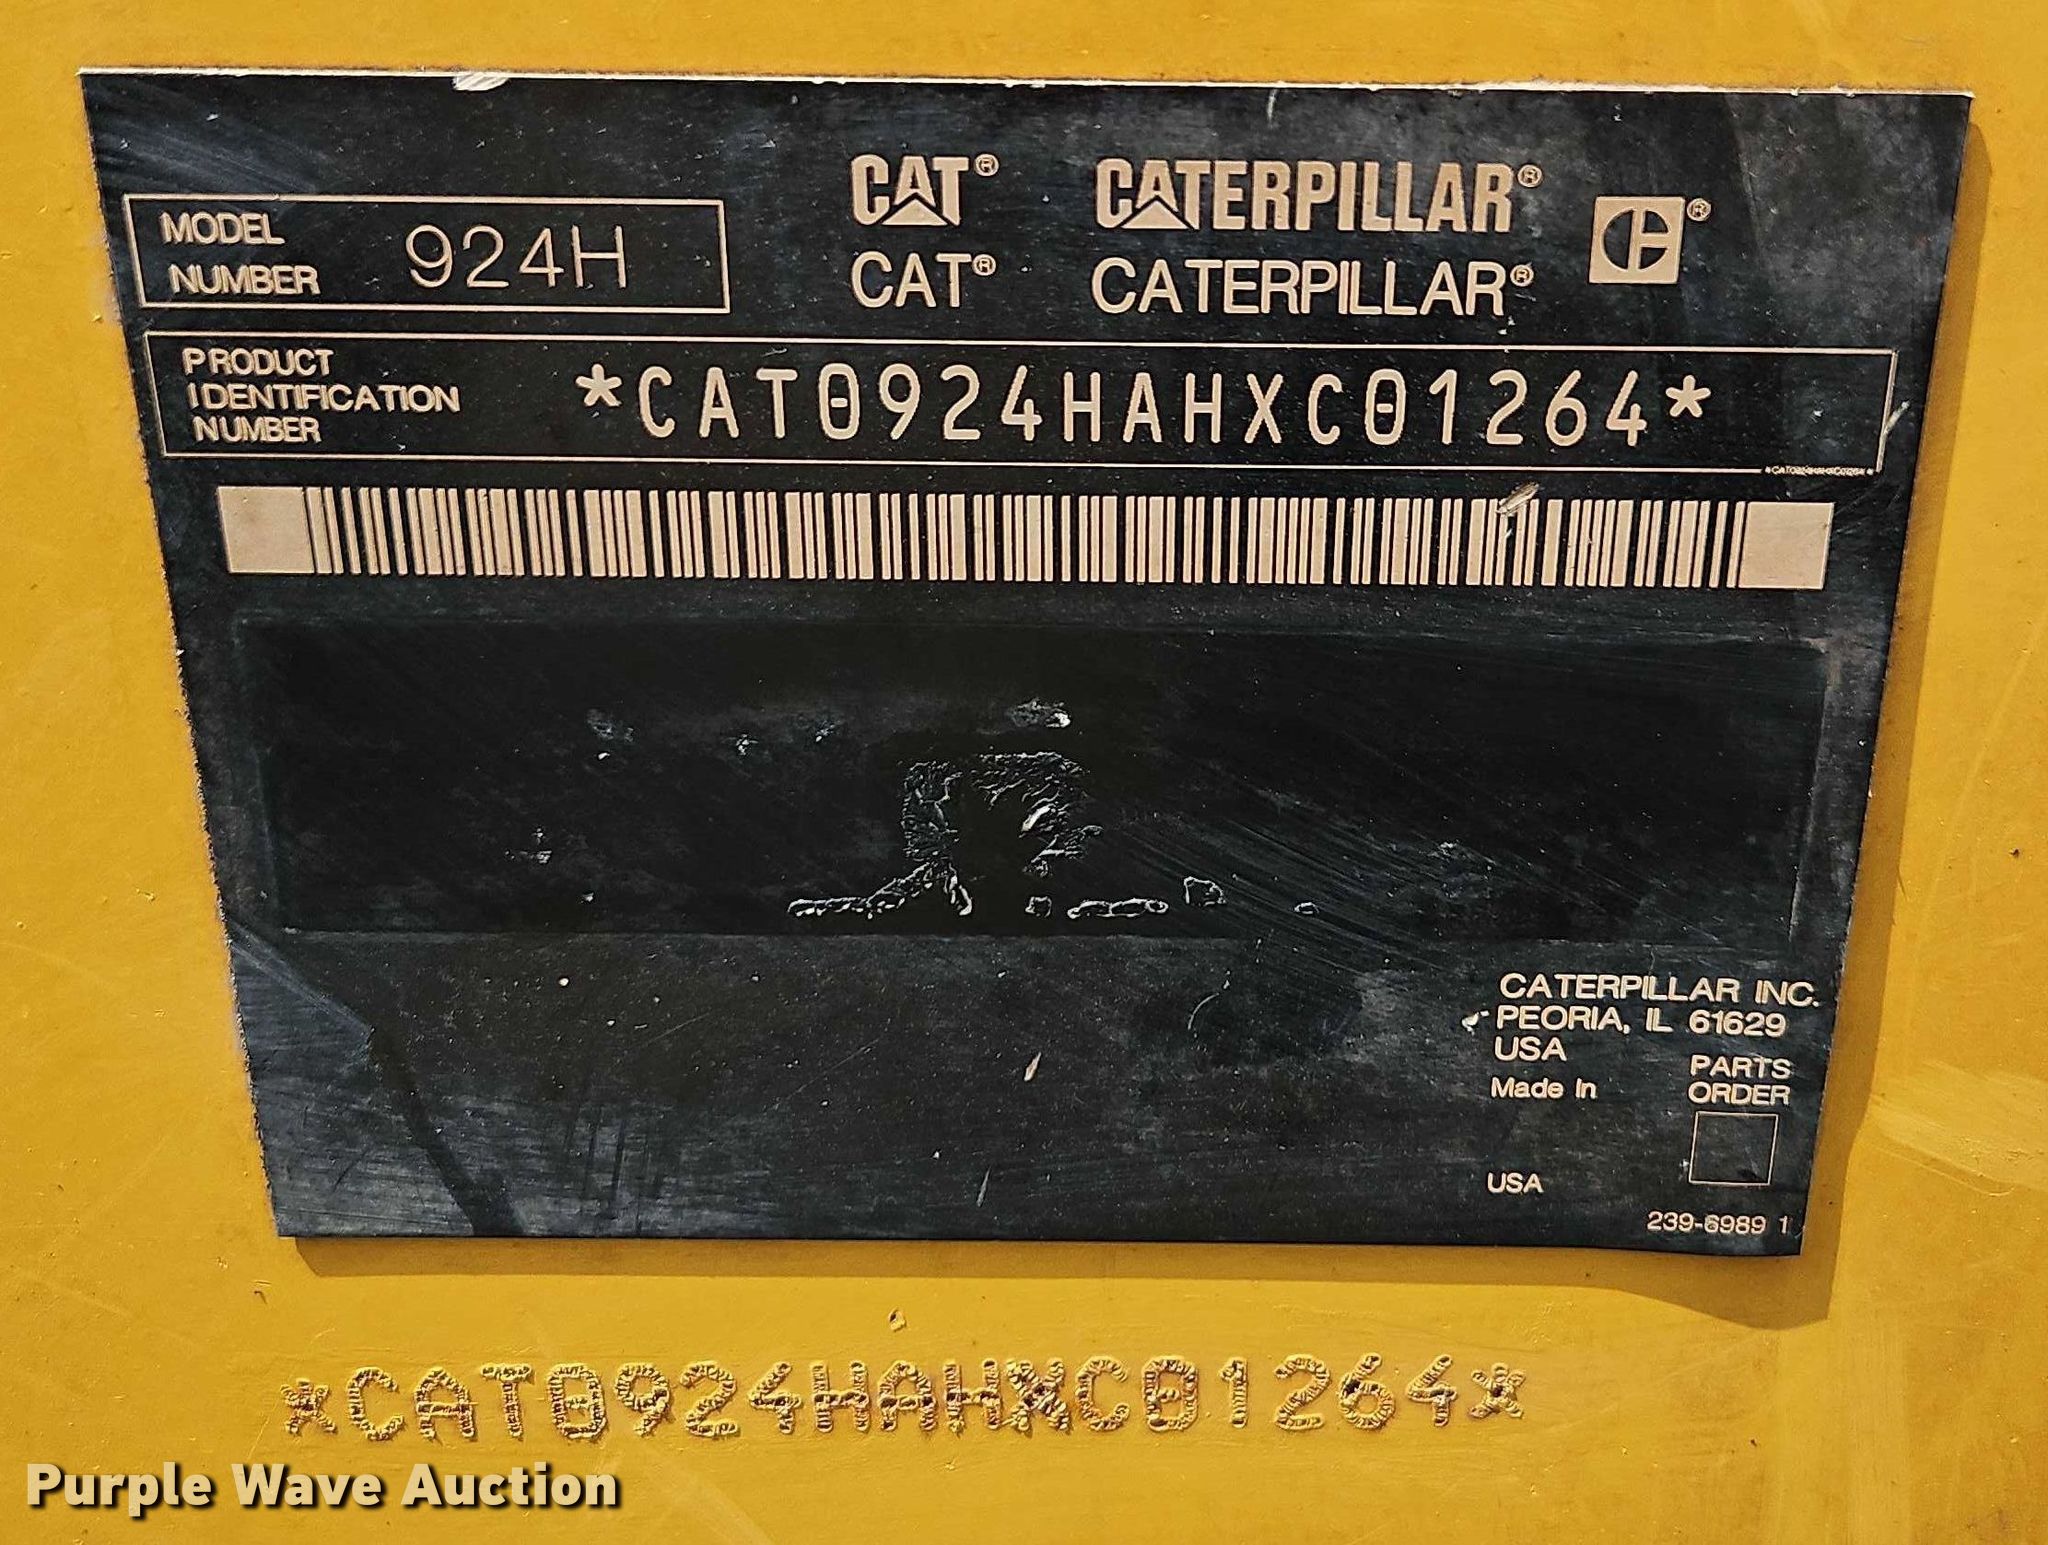 CAT® CATERPILLAR® ®
CAT® CATERPILLAR®
MODEL
NUMBER 924H
PRODUCT
IDENTIFICATION
NUMBER
*CAT0924HAHXC01264*
*CAT0924HAHXC01264*
CATERPILLAR INC.
PEORIA, IL 61629
USA
Made In
PARTS
ORDER
USA
239-6989 1
*CAT0924HAHXC01264*
Purple Wave Auction